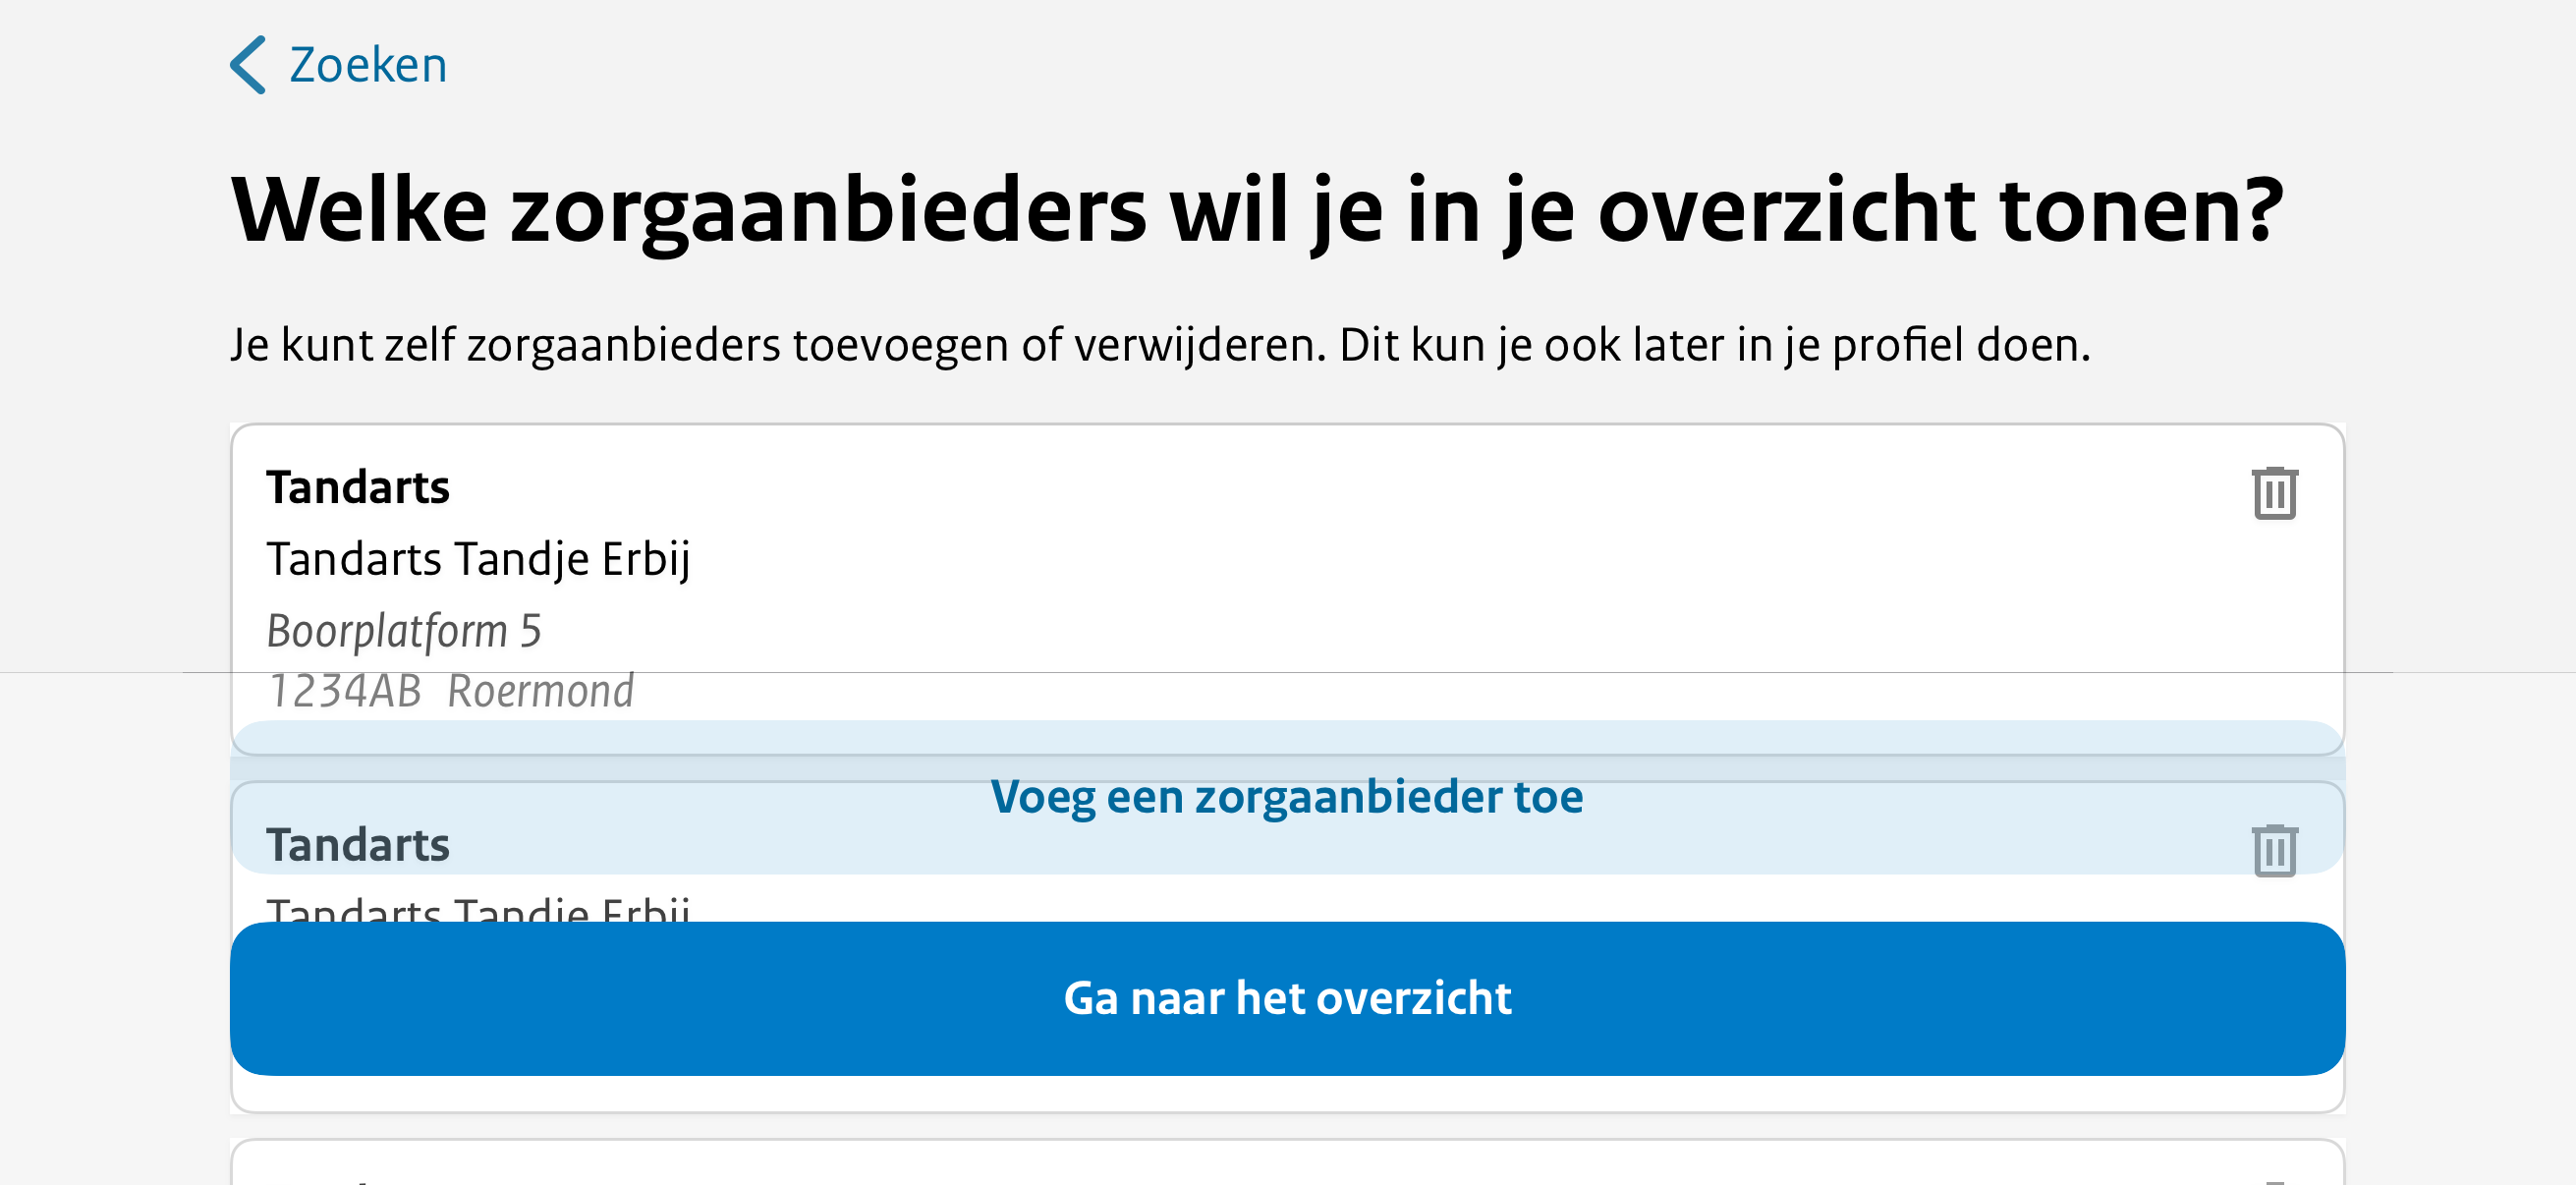 Zoeken
Welke zorgaanbieders wil je in je overzicht tonen?
Je kunt zelf zorgaanbieders toevoegen of verwijderen. Dit kun je ook later in je profiel doen.
Tandarts
Tandarts Tandje Erbij
Boorplatform 5
1234AB Roermond
Voeg een zorgaanbieder toe
Tandarts
Tandarts Tandje Erbij
Ga naar het overzicht